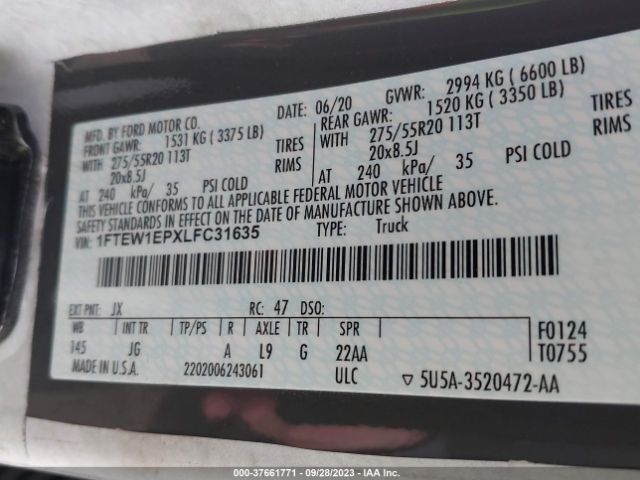 MFD. BY FORD MOTOR CO.
DATE: 06/20 GVWR: 2994 KG ( 6600 LB)
FRONT GAWR: 1531 KG ( 3375 LB)
REAR GAWR: 1520 KG ( 3350 LB)
WITH 275/55R20 113T TIRES
WITH 275/55R20 113T TIRES
20x8.5J RIMS
20x8.5J RIMS
AT 240 kPa/ 35 PSI COLD
AT 240 kPa/ 35 PSI COLD
THIS VEHICLE CONFORMS TO ALL APPLICABLE FEDERAL MOTOR VEHICLE
SAFETY STANDARDS IN EFFECT ON THE DATE OF MANUFACTURE SHOWN ABOVE.
VIN: 1FTEW1EPXLFC31635 TYPE: Truck
EXT PNT: JX RC: 47 DSO:
WB INT TR TP/PS R AXLE TR SPR
145 JG A L9 G 22AA
F0124
T0755
MADE IN U.S.A. 2202006243061 ULC
5U5A-3520472-AA
000-37661771 - 09/28/2023 - IAA Inc.